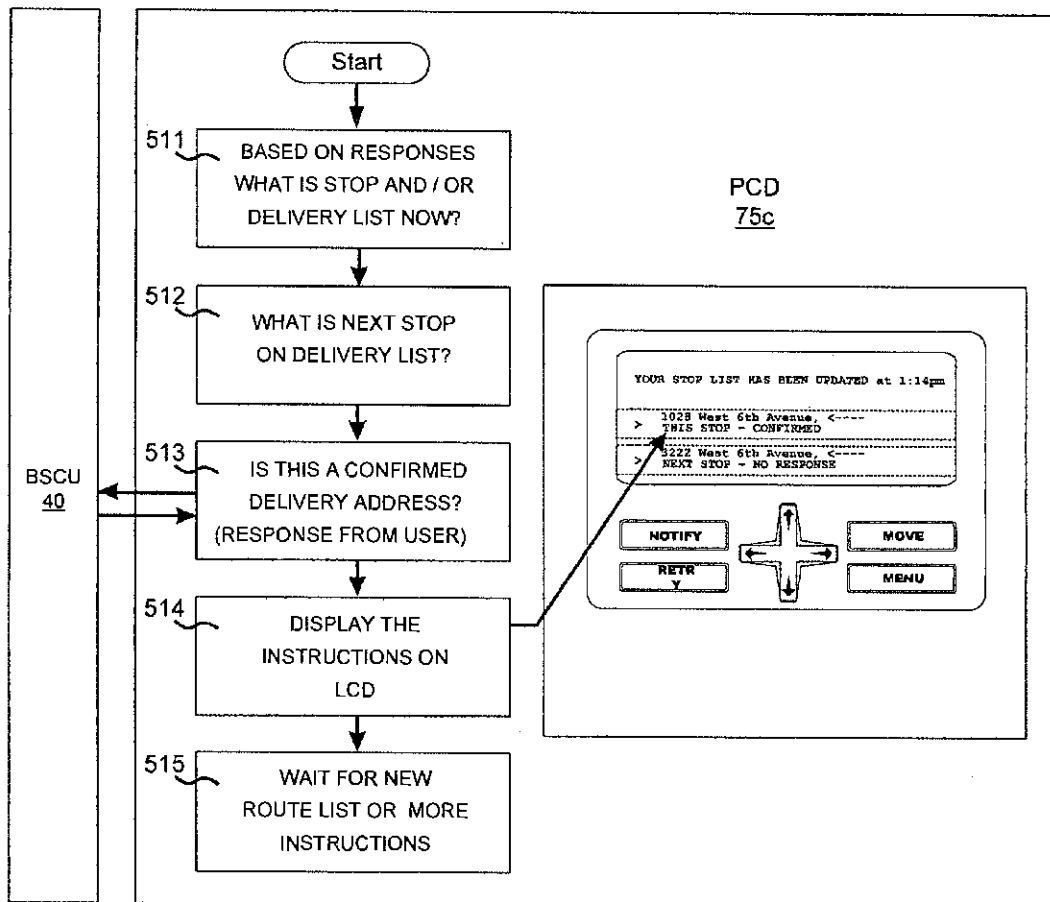 Start
511
BASED ON RESPONSES
WHAT IS STOP AND / OR
DELIVERY LIST NOW?
512
WHAT IS NEXT STOP
ON DELIVERY LIST?
513
IS THIS A CONFIRMED
DELIVERY ADDRESS?
(RESPONSE FROM USER)
514
DISPLAY THE
INSTRUCTIONS ON
LCD
515
WAIT FOR NEW
ROUTE LIST OR MORE
INSTRUCTIONS
BSCU
40
PCD
75c
YOUR STOP LIST HAS BEEN UPDATED at 1:14pm
> 1028 West 6th Avenue, <----
THIS STOP - CONFIRMED
> 3222 West 6th Avenue, <----
NEXT STOP - NO RESPONSE
NOTIFY
RETR
Y
MOVE
MENU